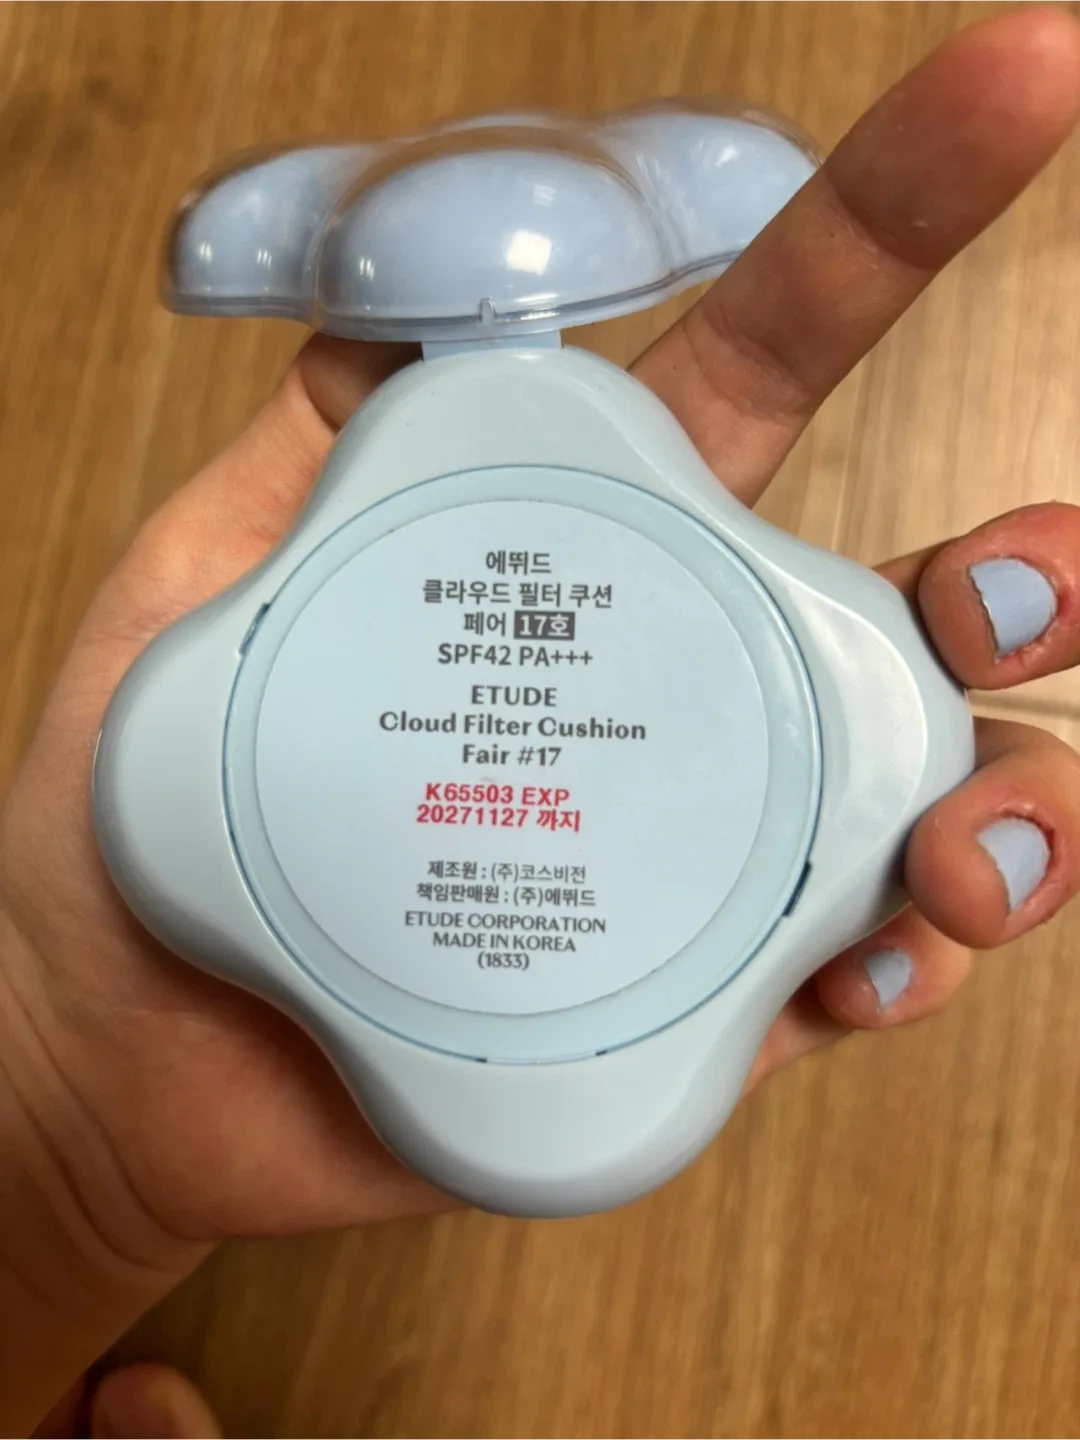 에뛰드
클라우드 필터 쿠션
페어 17호
SPF42 PA+++
ETUDE
Cloud Filter Cushion
Fair #17
K65503 EXP
20271127 까지
제조원 : (주)코스비전
책임판매원 : (주)에뛰드
ETUDE CORPORATION
MADE IN KOREA
(1833)